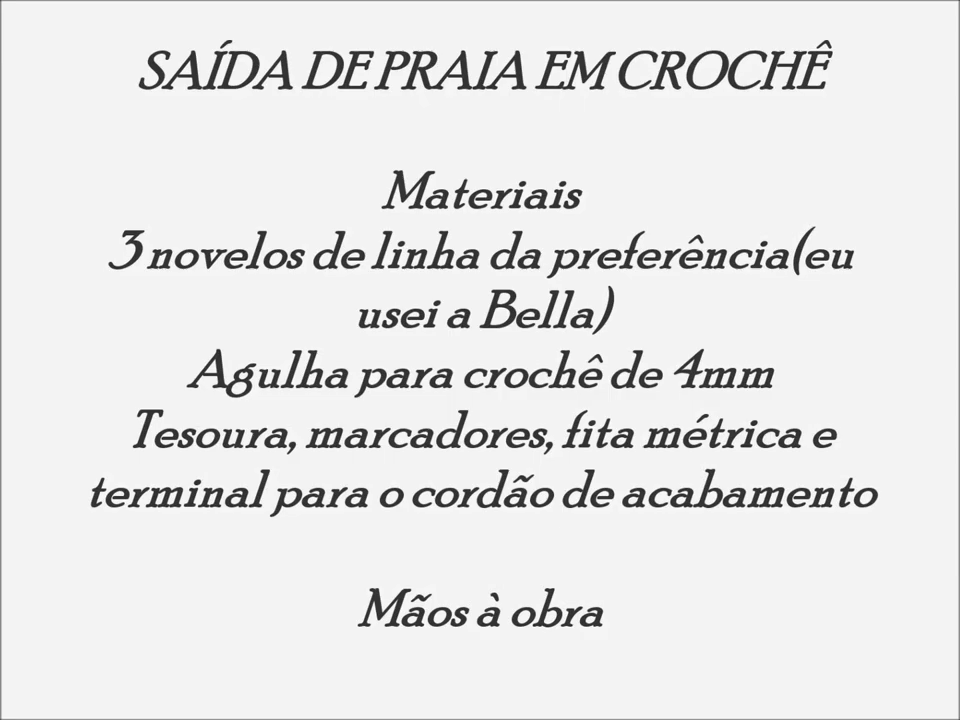 SAÍDA DE PRAIA EM CROCHÊ
Materiais
3 novelos de linha da preferência(eu
usei a Bella)
Agulha para crochê de 4mm
Tesoura, marcadores, fita métrica e
terminal para o cordão de acabamento
Mãos à obra